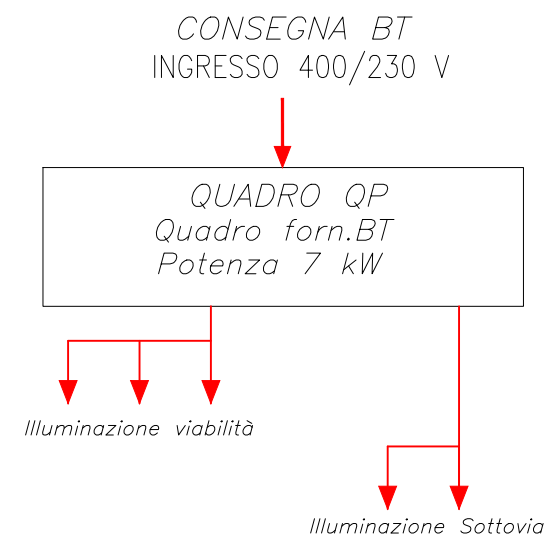 CONSEGNA BT
INGRESSO 400/230 V
QUADRO QP
Quadro forn.BT
Potenza 7 kW
Illuminazione viabilità
Illuminazione Sottovia